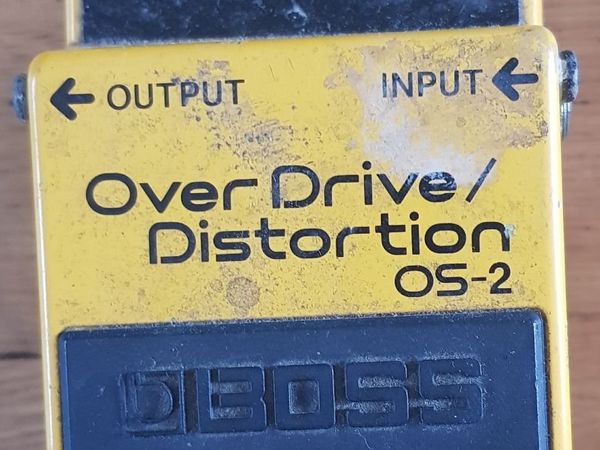 OUTPUT INPUT
Over Drive/
Distortion
OS-2
BOSS